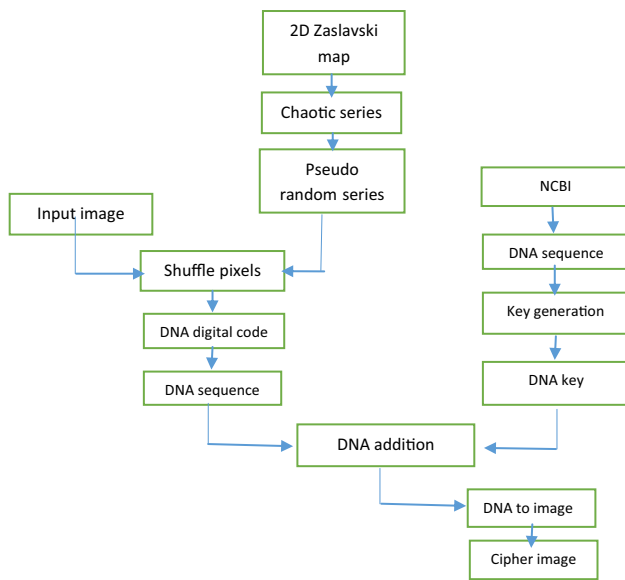 2D Zaslavski
map
Chaotic series
Pseudo
random series
NCBI
Input image
DNA sequence
Shuffle pixels
Key generation
DNA digital code
DNA key
DNA sequence
DNA addition
DNA to image
Cipher image